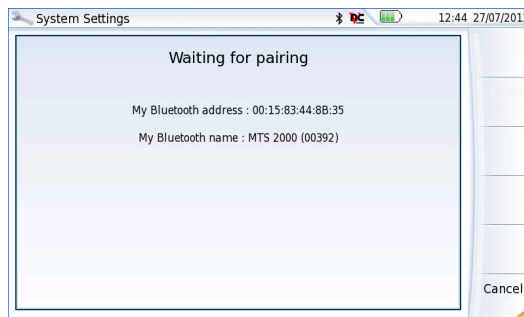 System Settings
12:44 27/07/201
Waiting for pairing
My Bluetooth address : 00:15:83:44:8B:35
My Bluetooth name : MTS 2000 (00392)
Cancel